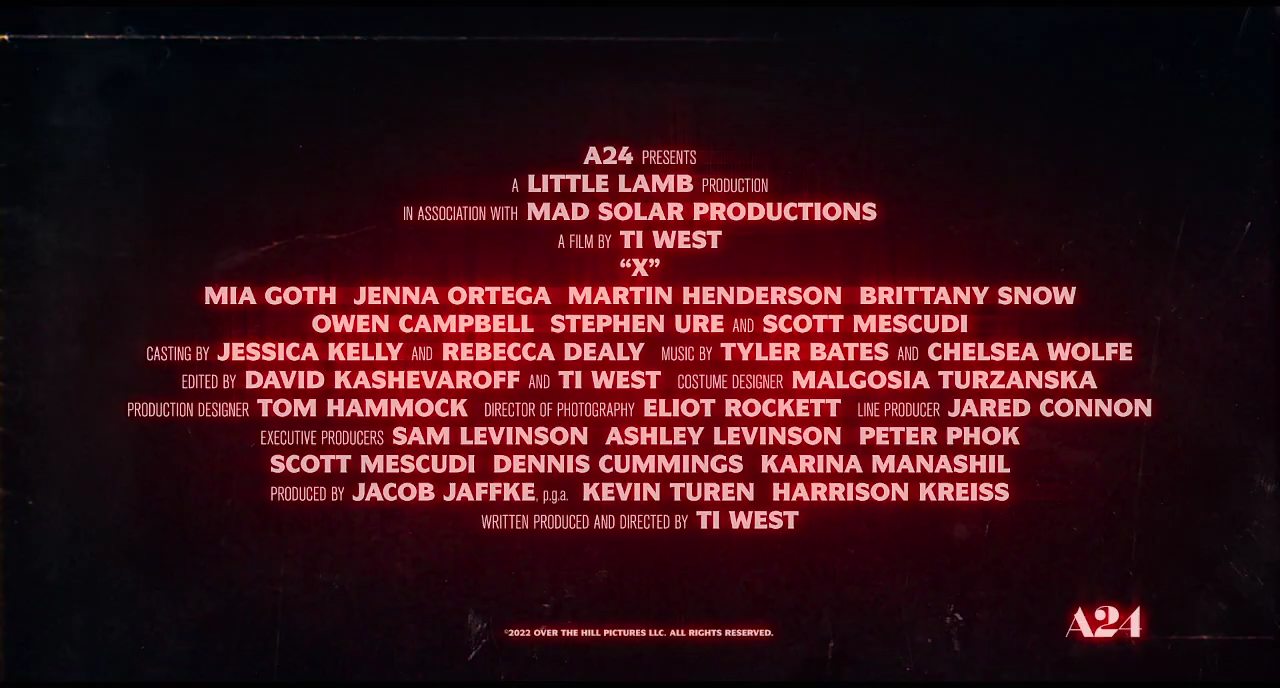 A24 PRESENTS
A LITTLE LAMB PRODUCTION
IN ASSOCIATION WITH MAD SOLAR PRODUCTIONS
A FILM BY TI WEST
“X”
MIA GOTH JENNA ORTEGA MARTIN HENDERSON BRITTANY SNOW
OWEN CAMPBELL STEPHEN URE AND SCOTT MESCUDI
CASTING BY JESSICA KELLY AND REBECCA DEALY MUSIC BY TYLER BATES AND CHELSEA WOLFE
EDITED BY DAVID KASHEVAROFF AND TI WEST COSTUME DESIGNER MALGOSIA TURZANSKA
PRODUCTION DESIGNER TOM HAMMOCK DIRECTOR OF PHOTOGRAPHY ELIOT ROCKETT LINE PRODUCER JARED CONNON
EXECUTIVE PRODUCERS SAM LEVINSON ASHLEY LEVINSON PETER PHOK
SCOTT MESCUDI DENNIS CUMMINGS KARINA MANASHIL
PRODUCED BY JACOB JAFFKE, p.g.a. KEVIN TUREN HARRISON KREISS
WRITTEN PRODUCED AND DIRECTED BY TI WEST
A24
©2022 OVER THE HILL PICTURES LLC. ALL RIGHTS RESERVED.